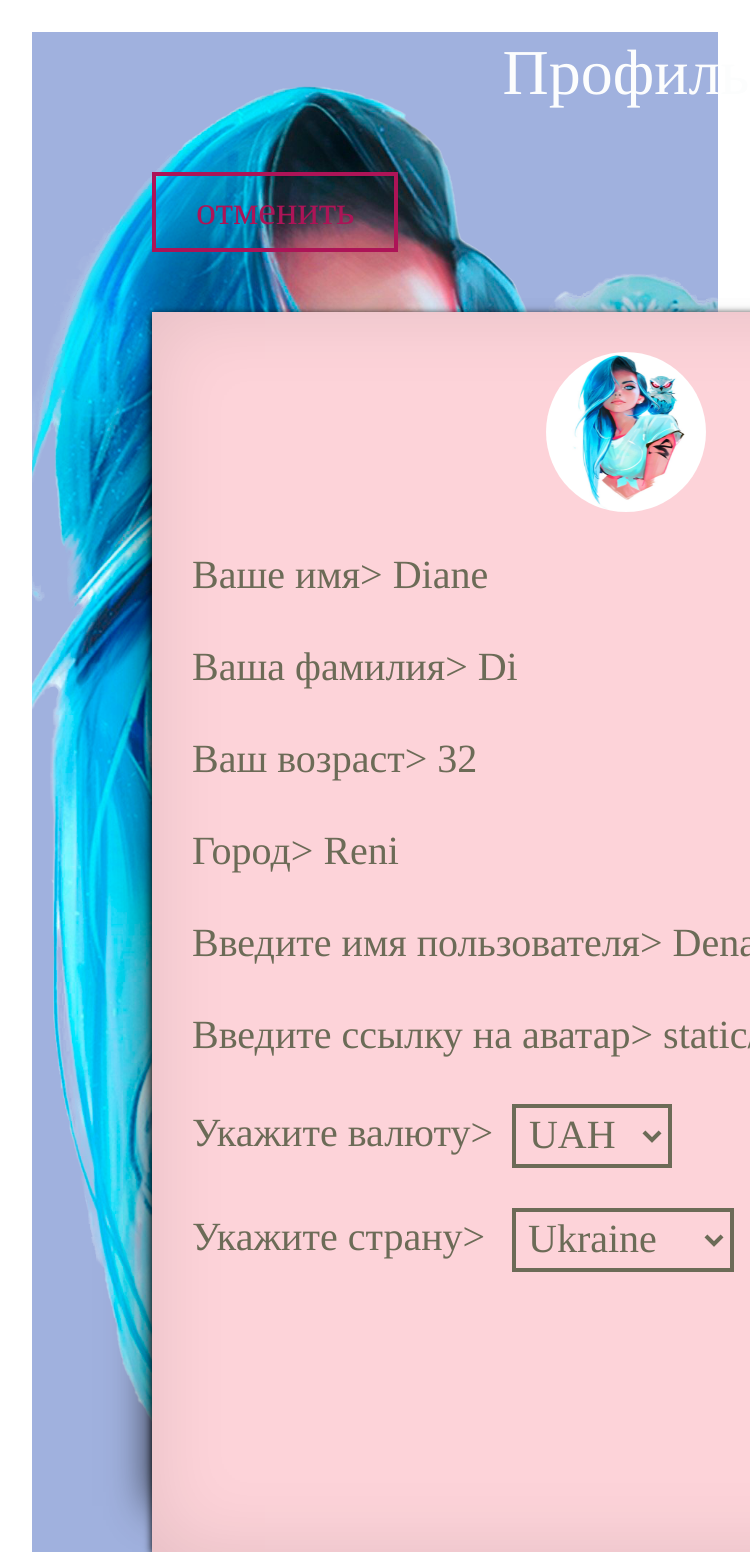 Профиль
отменить
Ваше имя> Diane
Ваша фамилия> Di
Ваш возраст> 32
Город> Reni
Введите имя пользователя> Dena
Введите ссылку на аватар> static/
Укажите валюту> UAH
Укажите страну> Ukraine